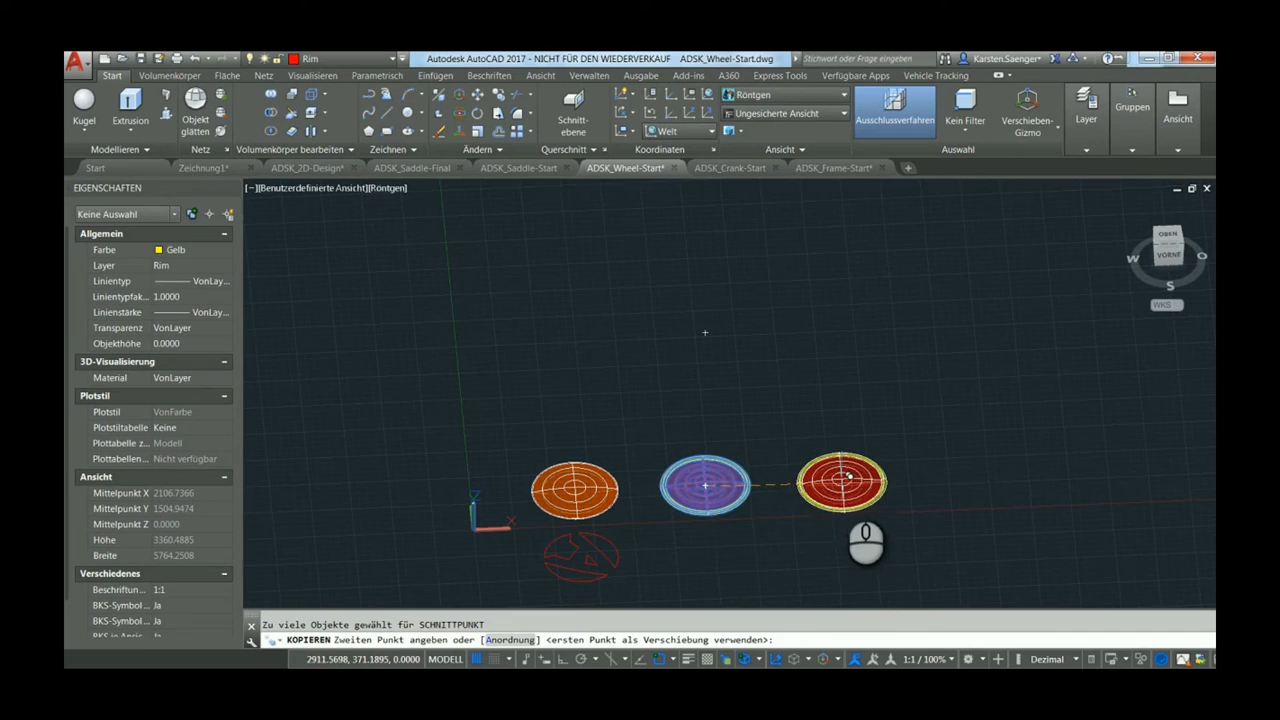 Rim
Autodesk AutoCAD 2017 - NICHT FÜR DEN WIEDERVERKAUF ADSK_Wheel-Start.dwg
Stichwort oder Frage eingeben
Karsten.Saenger
Start Volumenkörper Fläche Netz Visualisieren Parametrisch Einfügen Beschriften Ansicht Verwalten Ausgabe Add-ins A360 Express Tools Verfügbare Apps Vehicle Tracking
Kugel
Extrusion
Objekt
glätten
Schnitt-
ebene
Welt
Röntgen
Ungesicherte Ansicht
Ausschlussverfahren
Kein Filter
Verschieben-
Gizmo
Layer
Gruppen
Ansicht
Modellieren Netz Volumenkörper bearbeiten Zeichnen Ändern Querschnitt Koordinaten Ansicht Auswahl
Start Zeichnung1* ADSK_2D-Design* ADSK_Saddle-Final ADSK_Saddle-Start ADSK_Wheel-Start* ADSK_Crank-Start ADSK_Frame-Start*
EIGENSCHAFTEN
[−][Benutzerdefinierte Ansicht][Röntgen]
Keine Auswahl
Allgemein
Farbe Gelb
Layer Rim
Linientyp VonLay...
Linientypfak... 1.0000
Linienstärke VonLay...
Transparenz VonLayer
Objekthöhe 0.0000
3D-Visualisierung
Material VonLayer
Plotstil
Plotstil VonFarbe
Plotstiltabelle Keine
Plottabelle z... Modell
Plottabellen... Nicht verfügbar
Ansicht
Mittelpunkt X 2106.7366
Mittelpunkt Y 1504.9474
Mittelpunkt Z 0.0000
Höhe 3360.4885
Breite 5764.2508
Verschiedenes
Beschriftun... 1:1
BKS-Symbol ... Ja
BKS-Symbol ... Ja
OBEN
VORNE
W
O
S
WKS
Z
X
Zu viele Objekte gewählt für SCHNITTPUNKT
KOPIEREN Zweiten Punkt angeben oder [Anordnung] <ersten Punkt als Verschiebung verwenden>:
2911.5698, 371.1895, 0.0000 MODELL 1:1 / 100% Dezimal